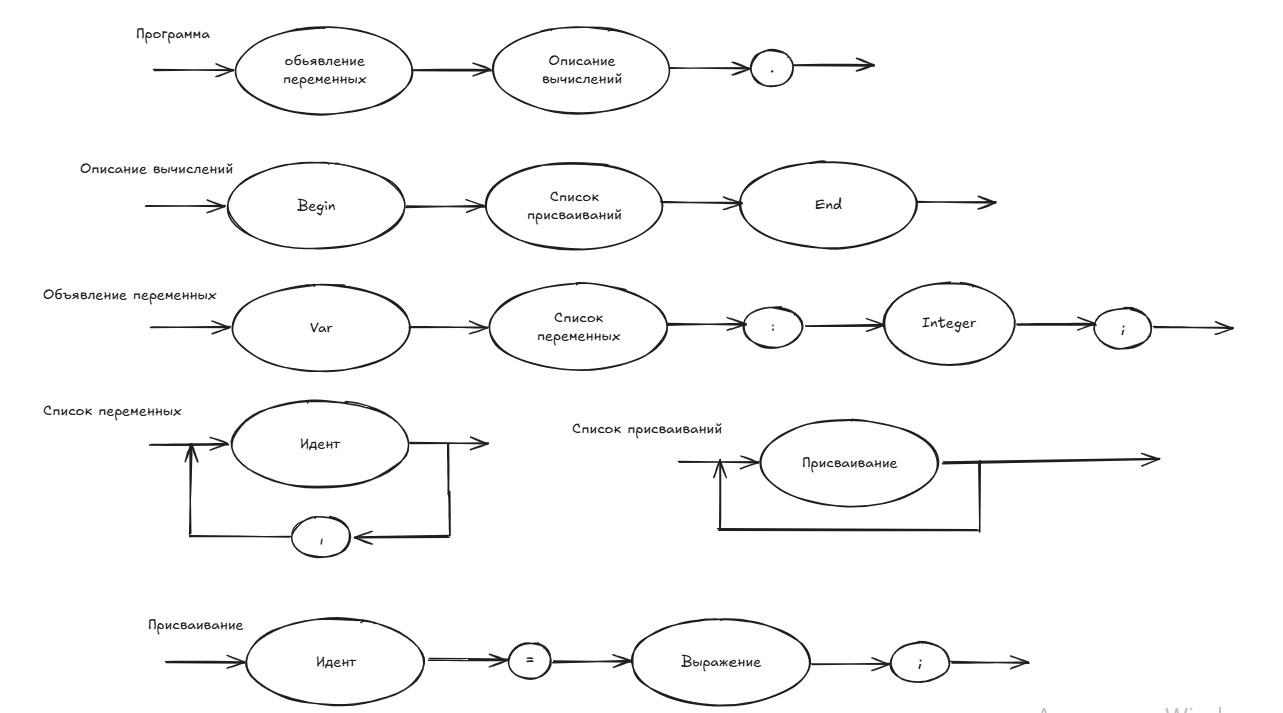 Программа
обьявление
переменных
Описание
вычислений
.
Описание вычислений
Begin
Список
присваиваний
End
Объявление переменных
Var
Список
переменных
:
Integer
;
Список переменных
Идент
,
Список присваиваний
Присваивание
Присваивание
Идент
=
Выражение
;